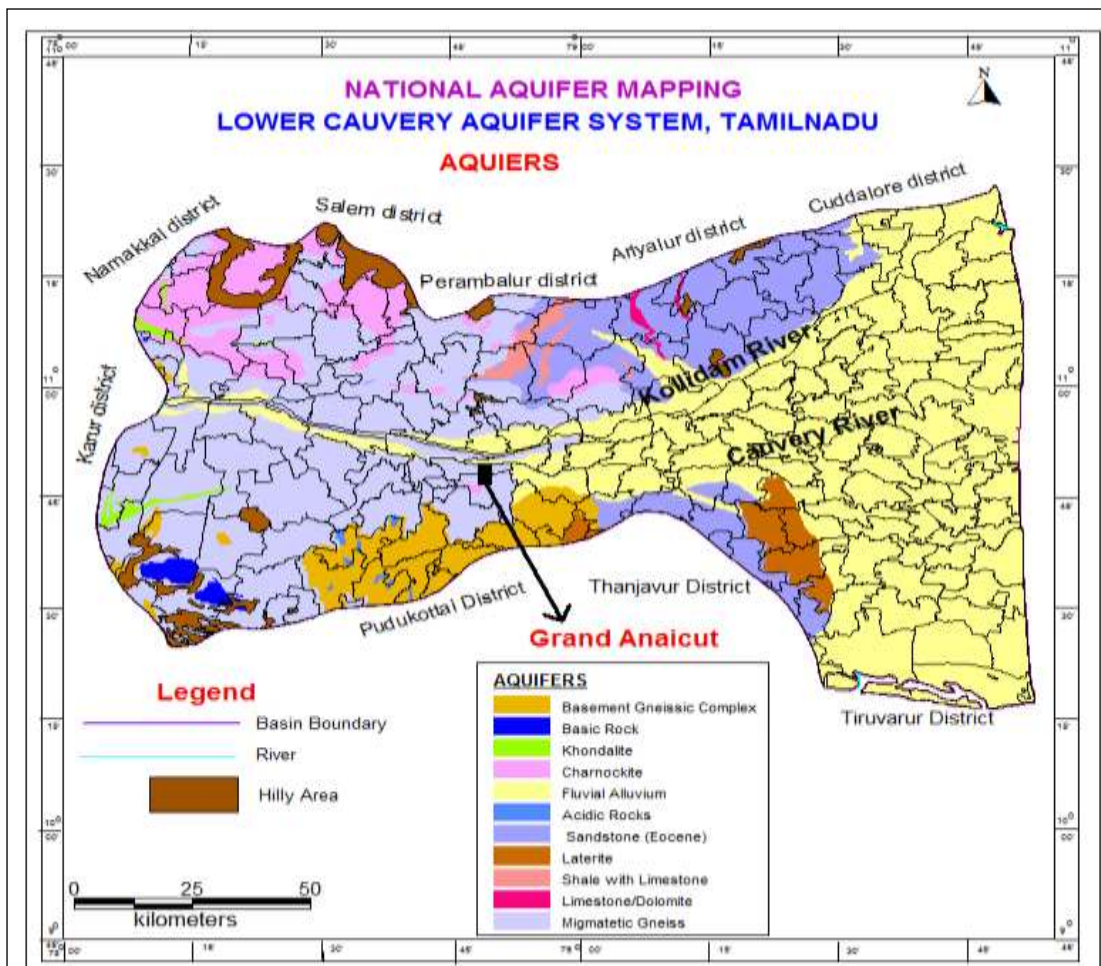 NATIONAL AQUIFER MAPPING
LOWER CAUVERY AQUIFER SYSTEM, TAMILNADU
AQUIERS
N
Namakkal district
Salem district
Perambalur district
Ariyalur district
Cuddalore district
Karur district
Kollidam River
Cauvery River
Pudukottai District
Thanjavur District
Tiruvarur District
Grand Anaicut
Legend
Basin Boundary
River
Hilly Area
0 25 50
kilometers
AQUIFERS
Basement Gneissic Complex
Basic Rock
Khondalite
Charnockite
Fluvial Alluvium
Acidic Rocks
Sandstone (Eocene)
Laterite
Shale with Limestone
Limestone/Dolomite
Migmatetic Gneiss